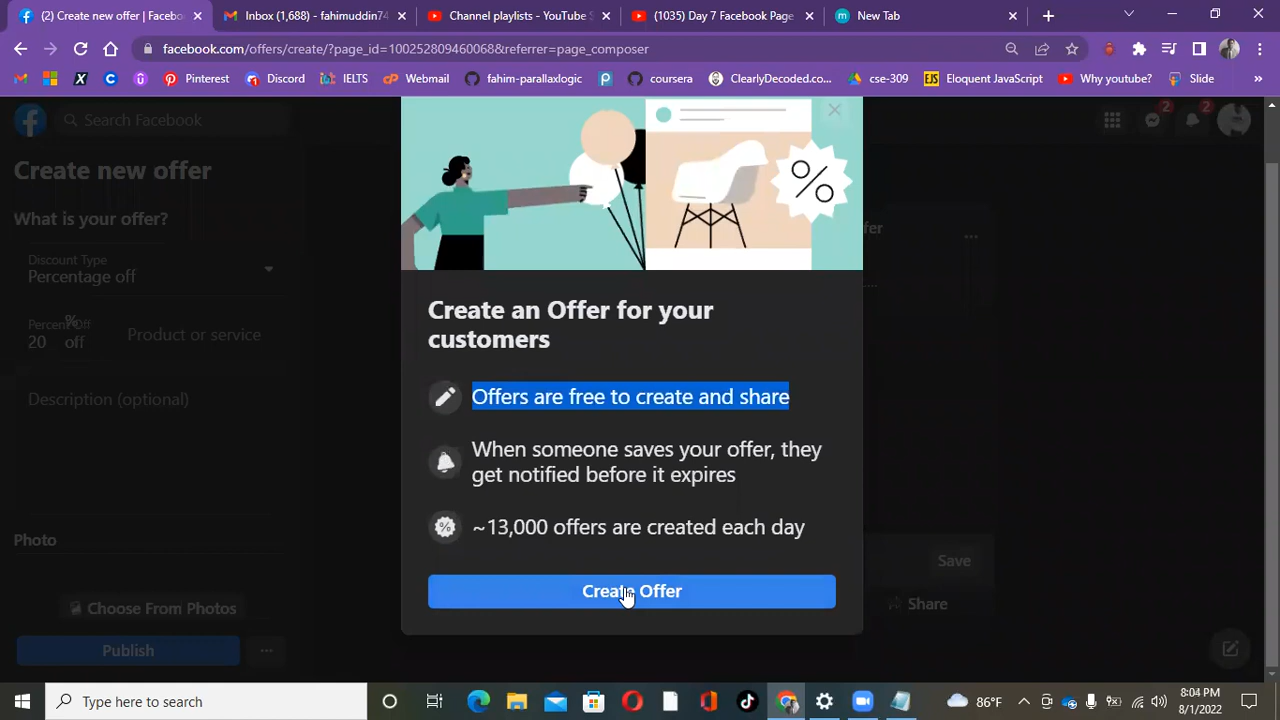 (2) Create new offer | Faceboo
Inbox (1,688) - fahimuddin74
Channel playlists - YouTube S
(1035) Day 7 Facebook Page
New Tab
facebook.com/offers/create/?page_id=100252809460068&referrer=page_composer
Pinterest
Discord
IELTS
Webmail
fahim-parallaxlogic
coursera
ClearlyDecoded.co...
cse-309
EJS
Eloquent JavaScript
Why youtube?
Slide
»
Search Facebook
2
2
Create new offer
What is your offer?
Discount Type
Percentage off
Percent Off
20
%
off
Product or service
Description (optional)
Photo
Choose From Photos
Publish
...
%
Create an Offer for your
customers
Offers are free to create and share
When someone saves your offer, they
get notified before it expires
~13,000 offers are created each day
Create Offer
ffer
...
Save
Share
Type here to search
86°F
8:04 PM
8/1/2022